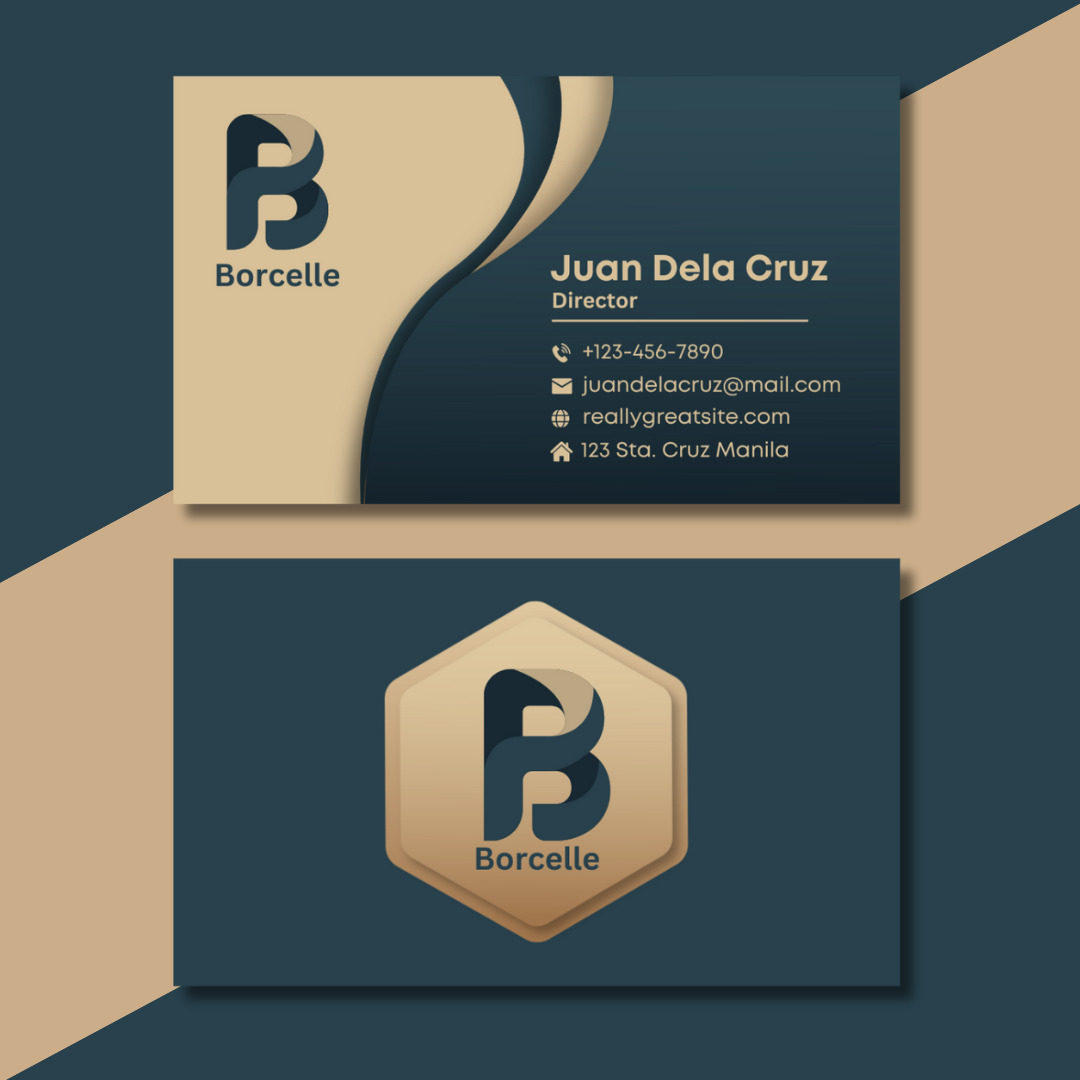 Borcelle
Juan Dela Cruz
Director
+123-456-7890
juandelacruz@mail.com
reallygreatsite.com
123 Sta. Cruz Manila
Borcelle